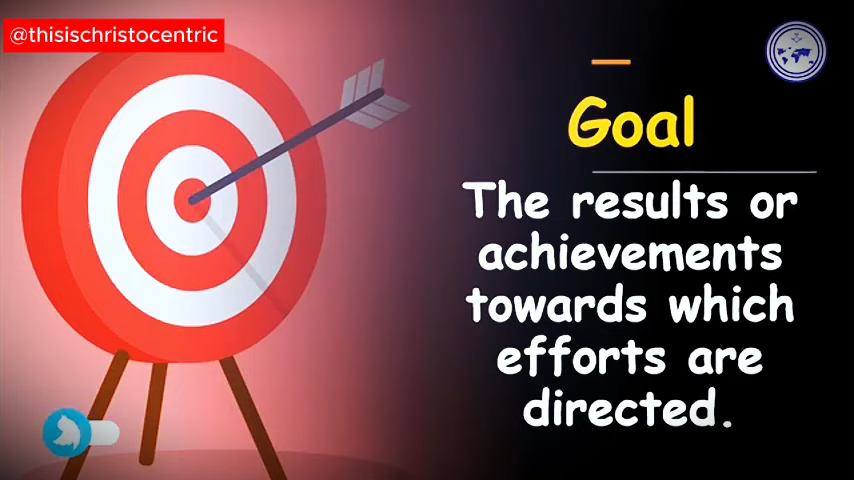 @thisischristocentric
Goal
The results or
achievements
towards which
efforts are
directed.